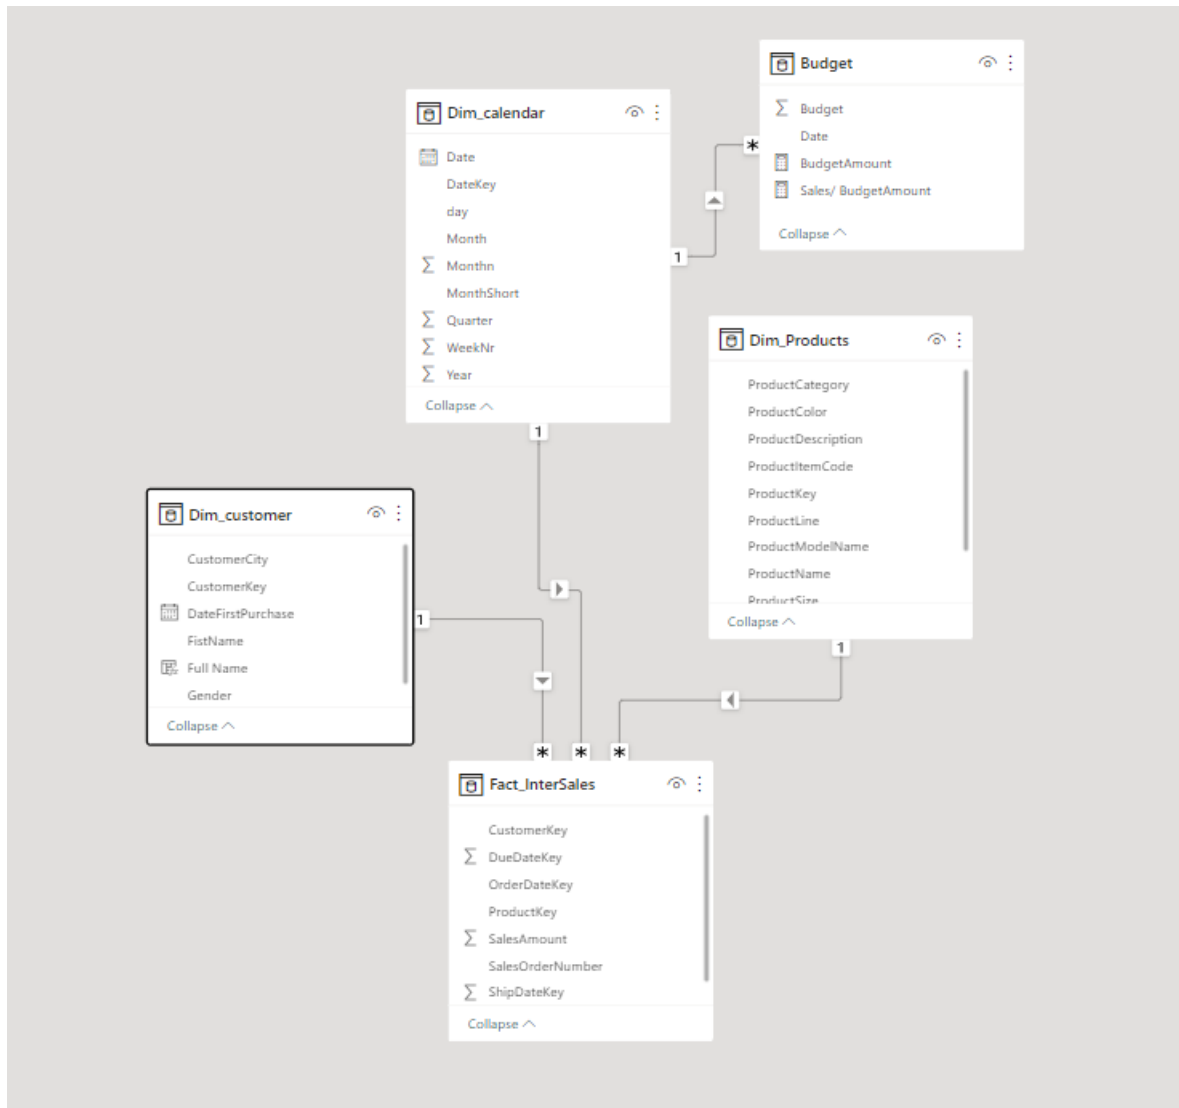 Budget
Budget
Date
BudgetAmount
Sales/ BudgetAmount
Collapse
*
1
Dim_calendar
Date
DateKey
day
Month
Monthn
MonthShort
Quarter
WeekNr
Year
Collapse
1
Dim_Products
ProductCategory
ProductColor
ProductDescription
ProductItemCode
ProductKey
ProductLine
ProductModelName
ProductName
ProductSize
Collapse
1
Dim_customer
CustomerCity
CustomerKey
DateFirstPurchase
FistName
Full Name
Gender
Collapse
1
* * *
Fact_InterSales
CustomerKey
DueDateKey
OrderDateKey
ProductKey
SalesAmount
SalesOrderNumber
ShipDateKey
Collapse